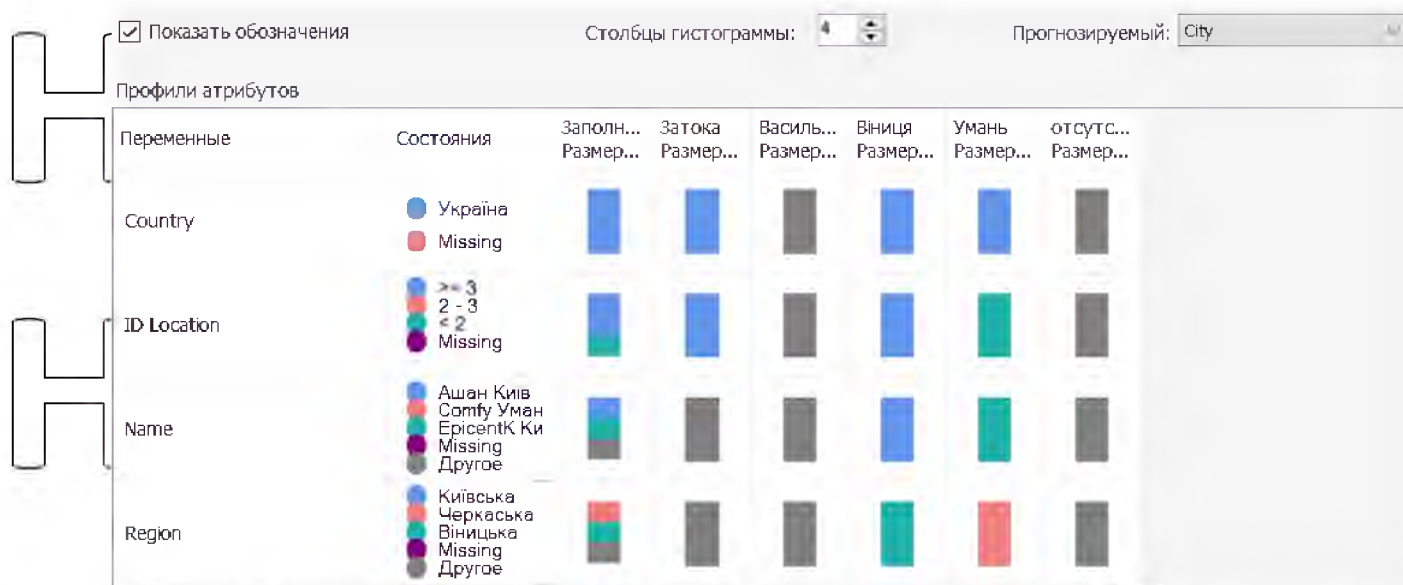 Показать обозначения
Столбцы гистограммы: 4
Прогнозируемый: City
Профили атрибутов
Переменные
Состояния
Заполн... Размер...
Затока Размер...
Василь... Размер...
Віниця Размер...
Умань Размер...
отсутс... Размер...
Country
Україна
Missing
ID Location
>= 3
2 - 3
< 2
Missing
Name
Ашан Київ
Comfy Уман
EpicentK Ки
Missing
Другое
Region
Київська
Черкаська
Віницька
Missing
Другое